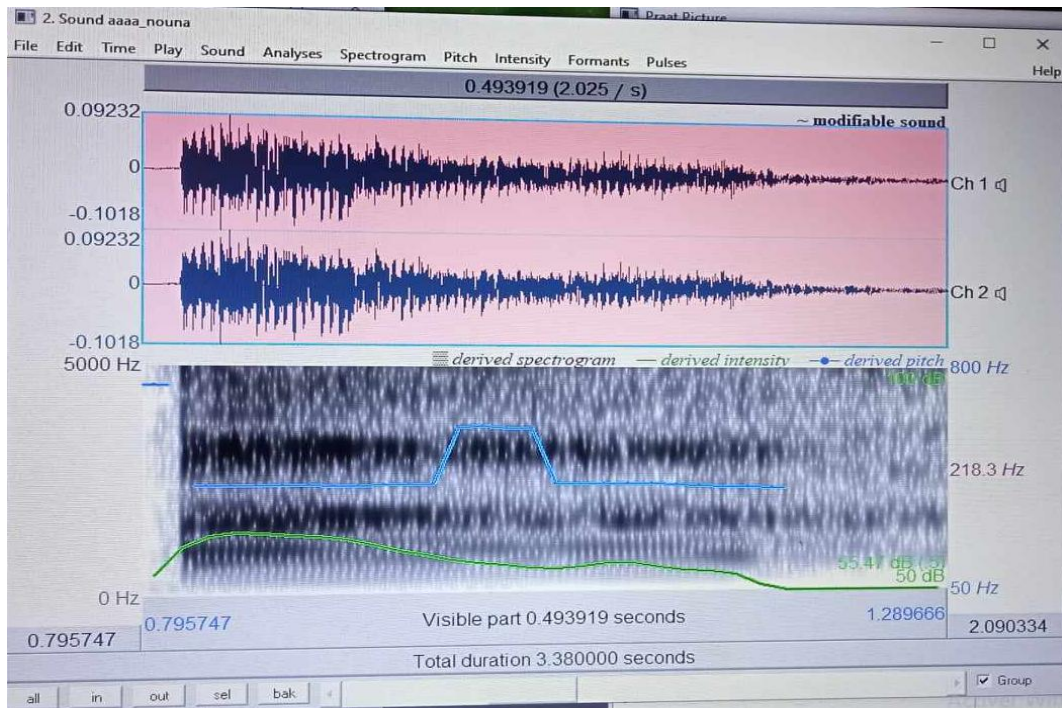 Praat Picture
2. Sound aaaa_nouna
File Edit Time Play Sound Analyses Spectrogram Pitch Intensity Formants Pulses
Help
0.493919 (2.025 / s)
0.09232
~ modifiable sound
0
Ch 1
-0.1018
0.09232
0
Ch 2
-0.1018
derived spectrogram derived intensity derived pitch
5000 Hz
800 Hz
100 dB
218.3 Hz
55.47 dB
50 dB
0 Hz
50 Hz
0.795747
Visible part 0.493919 seconds
1.289666
0.795747
2.090334
Total duration 3.380000 seconds
all in out sel bak
Group